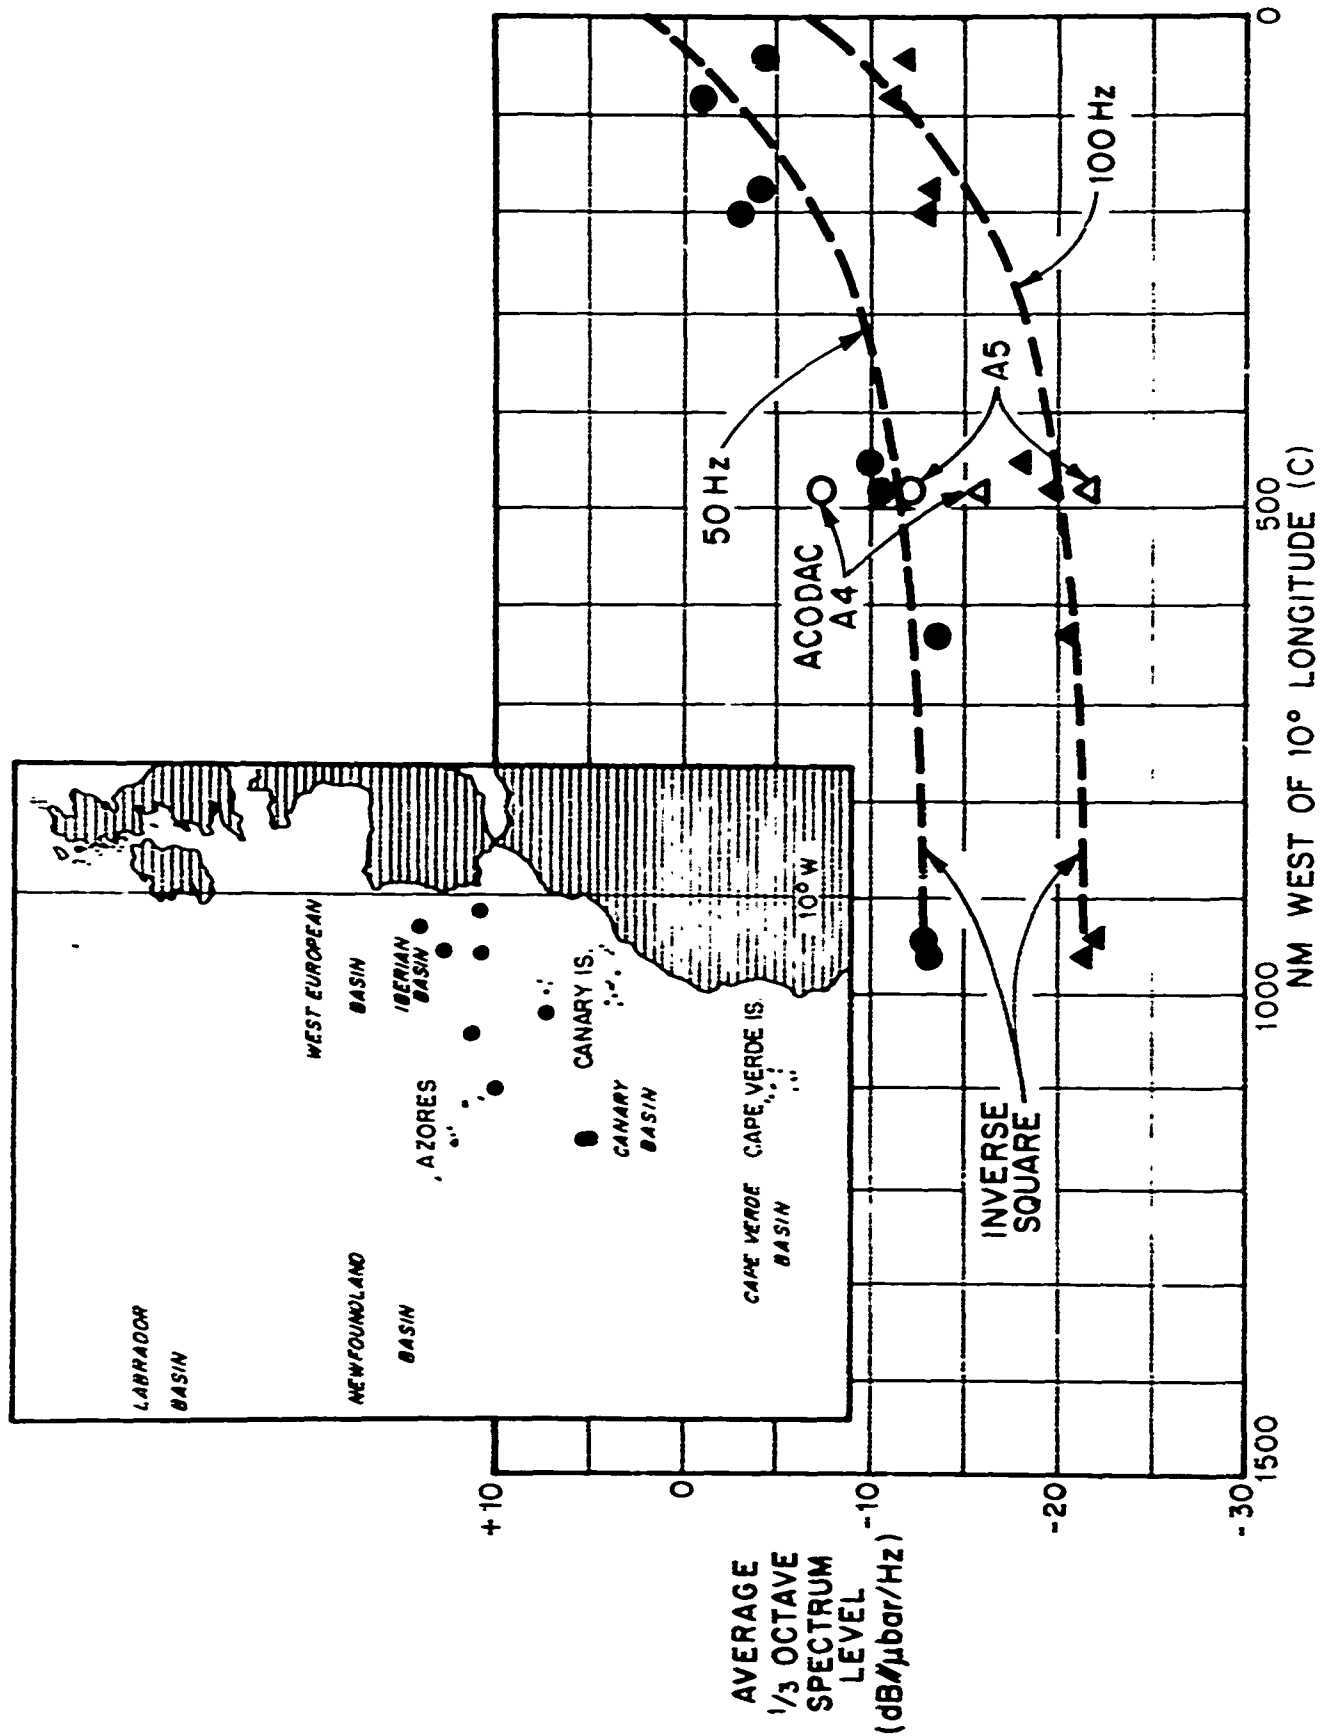 LABRADOR
BASIN
NEWFOUNDLAND
BASIN
WEST EUROPEAN
BASIN
IBERIAN
BASIN
AZORES
CANARY IS.
CANARY
BASIN
CAPE VERDE IS.
CAPE VERDE
BASIN
10° W
AVERAGE
1/3 OCTAVE
SPECTRUM
LEVEL
(dB//μbar/Hz)
+10
0
-10
-20
-30
50 Hz
ACODAC
A4
A5
100 Hz
INVERSE
SQUARE
1500
1000
500
0
NM WEST OF 10° LONGITUDE (C)